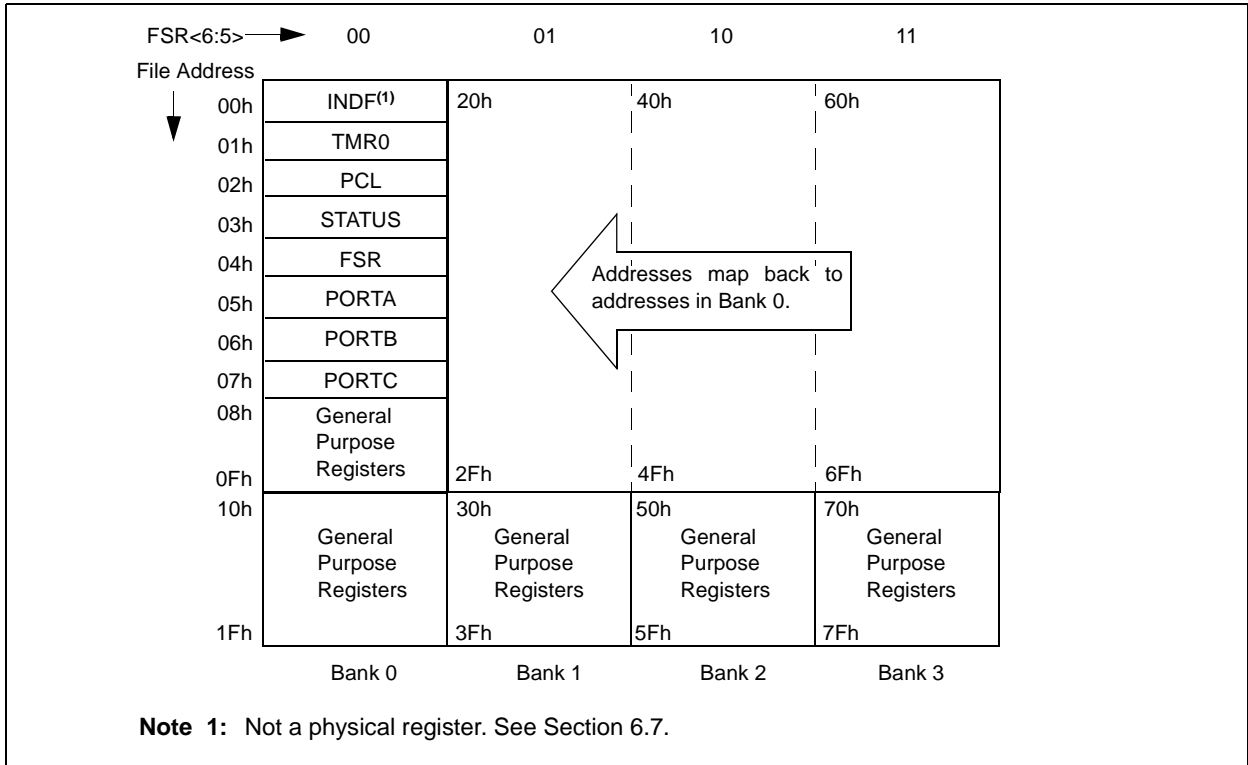 FSR<6:5> 00 01 10 11
File Address
00h INDF(1) 20h 40h 60h
01h TMR0
02h PCL
03h STATUS
04h FSR
Addresses map back to
addresses in Bank 0.
05h PORTA
06h PORTB
07h PORTC
08h General
Purpose
Registers
0Fh 2Fh 4Fh 6Fh
10h 30h 50h 70h
General General General General
Purpose Purpose Purpose Purpose
Registers Registers Registers Registers
1Fh 3Fh 5Fh 7Fh
Bank 0 Bank 1 Bank 2 Bank 3
Note 1: Not a physical register. See Section 6.7.